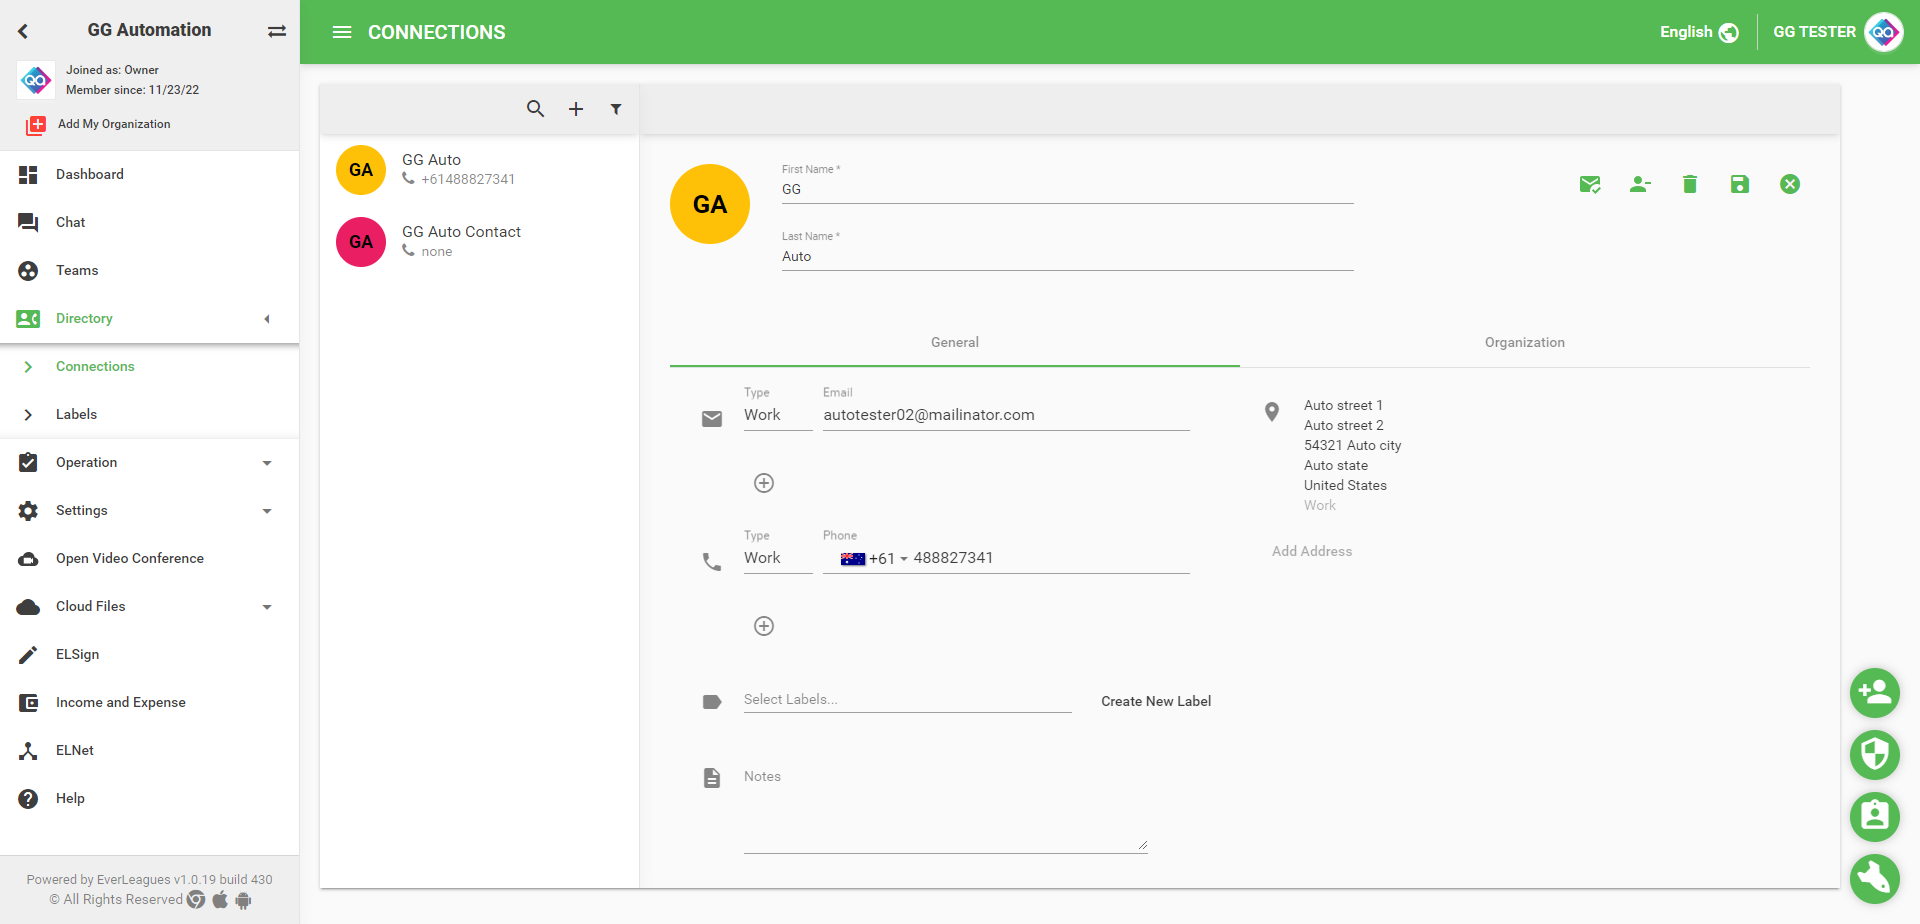 GG Automation
Joined as: Owner
Member since: 11/23/22
Add My Organization
Dashboard
Chat
Teams
Directory
Connections
Labels
Operation
Settings
Open Video Conference
Cloud Files
ELSign
Income and Expense
ELNet
Help
Powered by EverLeagues v1.0.19 build 430
© All Rights Reserved
CONNECTIONS
English
GG TESTER
GA
GG Auto
+61488827341
GA
GG Auto Contact
none
GA
First Name *
GG
Last Name *
Auto
General
Organization
Type
Email
Work
autotester02@mailinator.com
Auto street 1
Auto street 2
54321 Auto city
Auto state
United States
Work
Type
Phone
Work
+61
488827341
Add Address
Select Labels...
Create New Label
Notes